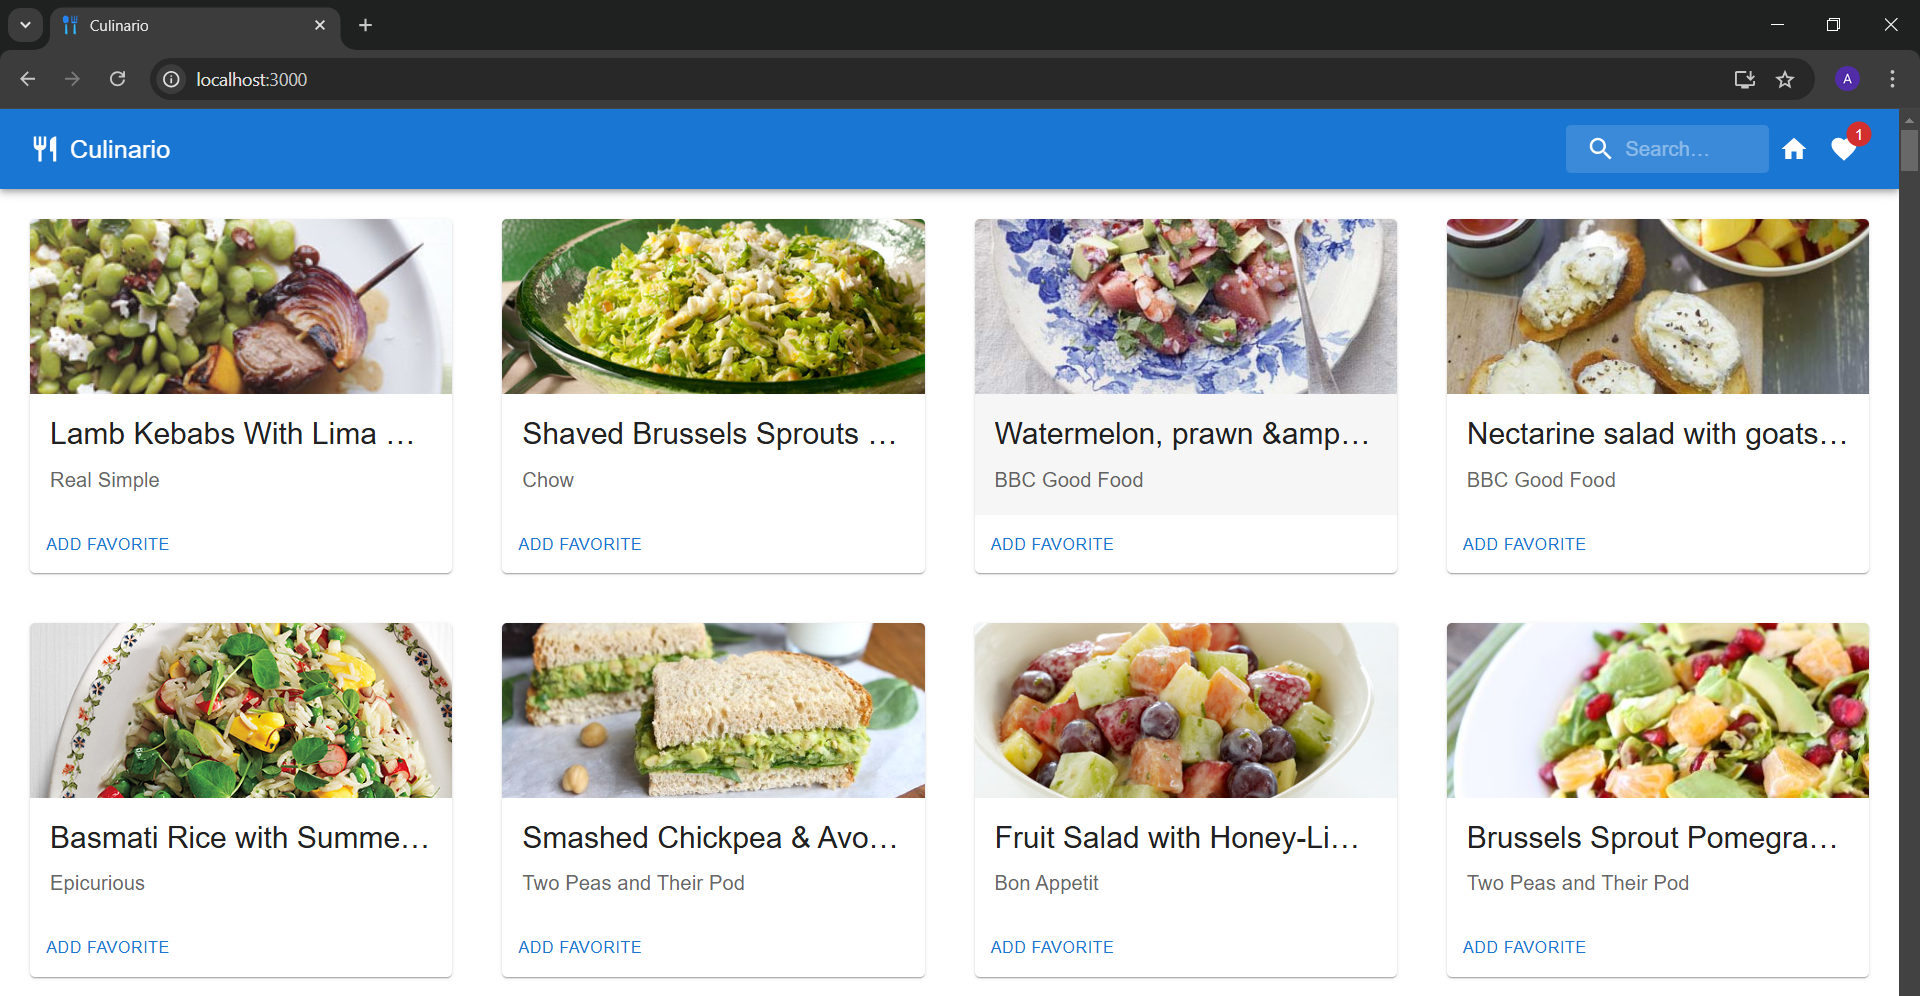 Culinario
localhost:3000
A
Culinario
Search...
1
Lamb Kebabs With Lima ...
Real Simple
ADD FAVORITE
Shaved Brussels Sprouts ...
Chow
ADD FAVORITE
Watermelon, prawn &amp;amp...
BBC Good Food
ADD FAVORITE
Nectarine salad with goats...
BBC Good Food
ADD FAVORITE
Basmati Rice with Summe...
Epicurious
ADD FAVORITE
Smashed Chickpea & Avo...
Two Peas and Their Pod
ADD FAVORITE
Fruit Salad with Honey-Li...
Bon Appetit
ADD FAVORITE
Brussels Sprout Pomegra...
Two Peas and Their Pod
ADD FAVORITE